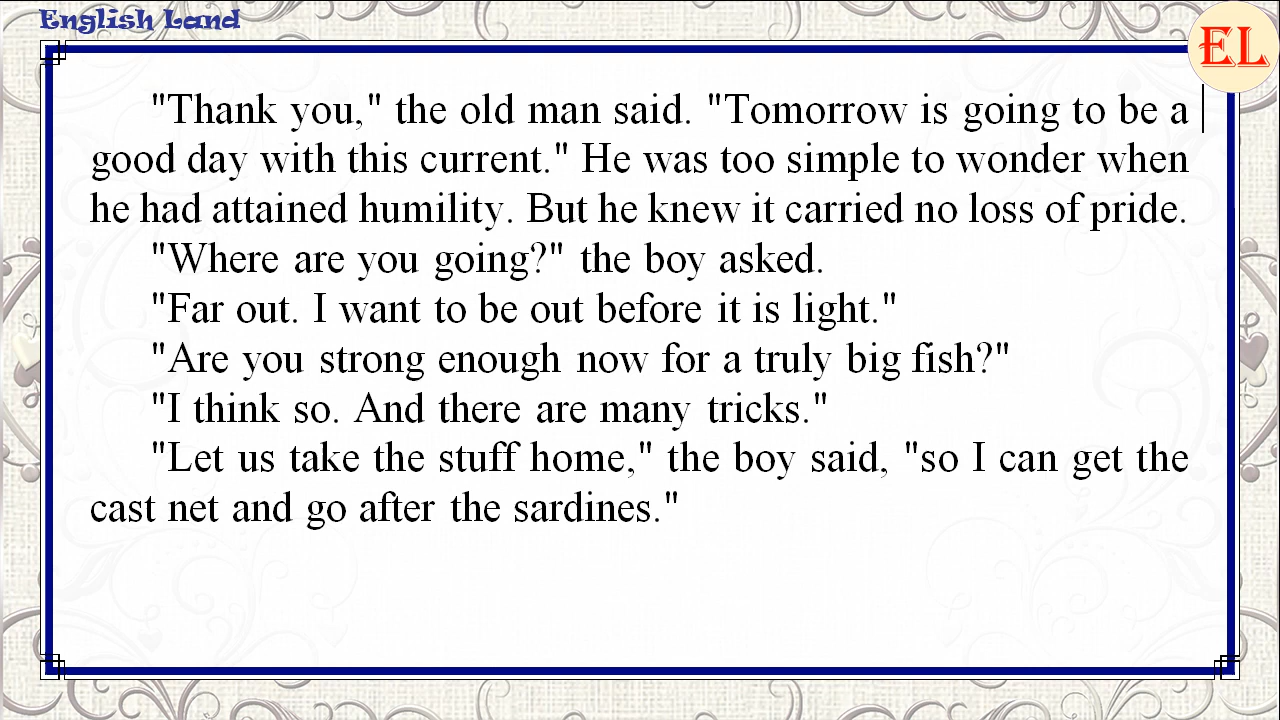 English Land
EL
"Thank you," the old man said. "Tomorrow is going to be a
good day with this current." He was too simple to wonder when
he had attained humility. But he knew it carried no loss of pride.
"Where are you going?" the boy asked.
"Far out. I want to be out before it is light."
"Are you strong enough now for a truly big fish?"
"I think so. And there are many tricks."
"Let us take the stuff home," the boy said, "so I can get the
cast net and go after the sardines."